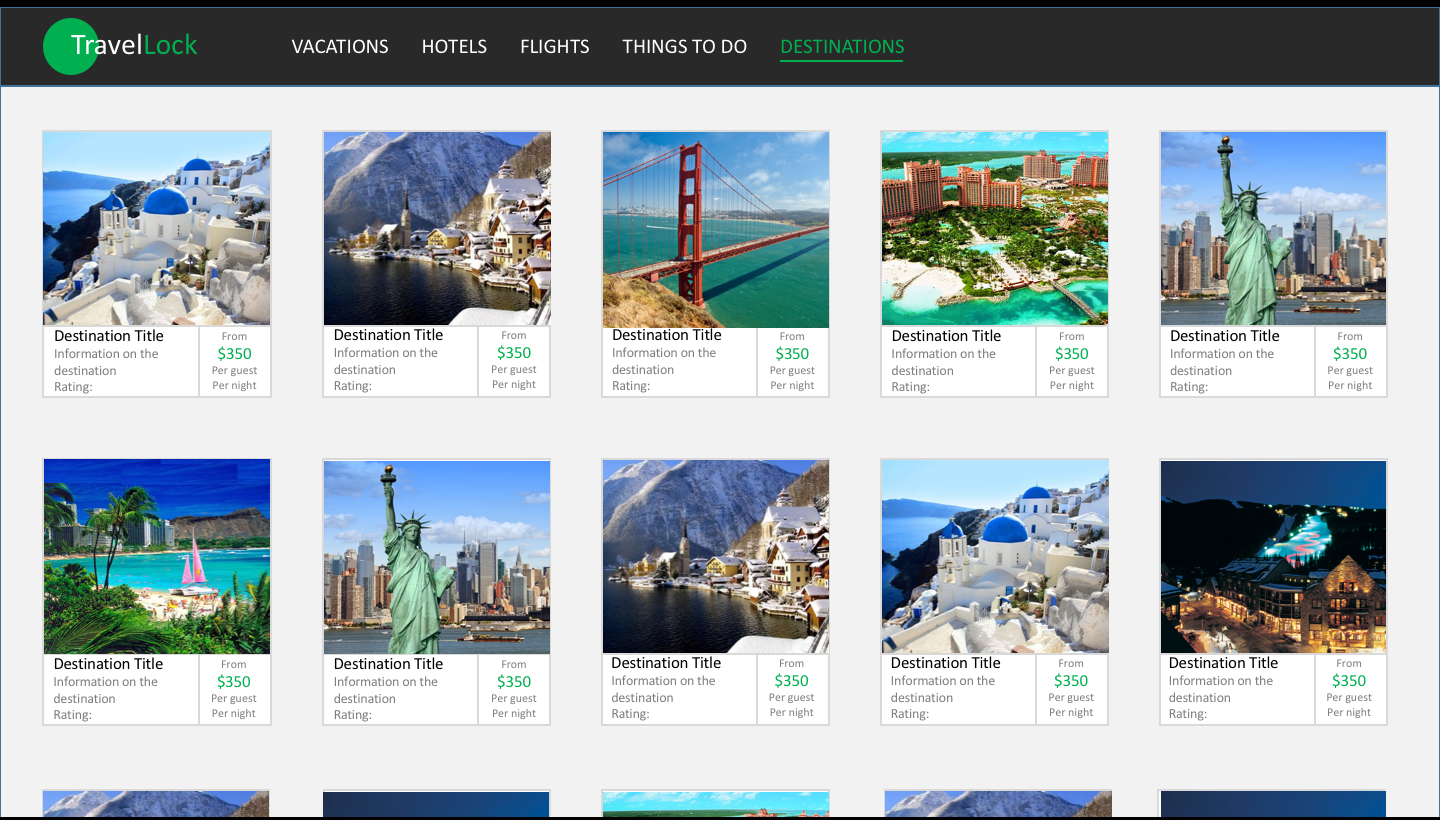 TravelLock VACATIONS HOTELS FLIGHTS THINGS TO DO DESTINATIONS
Destination Title
Information on the
destination
Rating:
From
$350
Per guest
Per night
Destination Title
Information on the
destination
Rating:
From
$350
Per guest
Per night
Destination Title
Information on the
destination
Rating:
From
$350
Per guest
Per night
Destination Title
Information on the
destination
Rating:
From
$350
Per guest
Per night
Destination Title
Information on the
destination
Rating:
From
$350
Per guest
Per night
Destination Title
Information on the
destination
Rating:
From
$350
Per guest
Per night
Destination Title
Information on the
destination
Rating:
From
$350
Per guest
Per night
Destination Title
Information on the
destination
Rating:
From
$350
Per guest
Per night
Destination Title
Information on the
destination
Rating:
From
$350
Per guest
Per night
Destination Title
Information on the
destination
Rating:
From
$350
Per guest
Per night